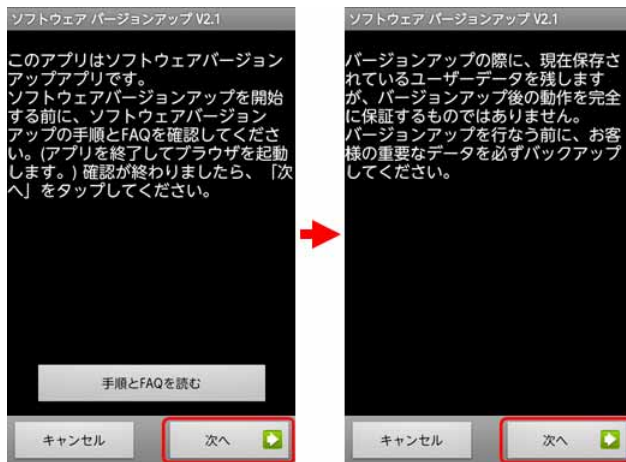 ソフトウェア バージョンアップ V2.1
このアプリはソフトウェアバージョン
アップアプリです。
ソフトウェアバージョンアップを開始
する前に、ソフトウェアバージョン
アップの手順とFAQを確認してくださ
い。(アプリを終了してブラウザを起動
します。) 確認が終わりましたら、「次
へ」をタップしてください。
手順とFAQを読む
キャンセル
次へ
ソフトウェア バージョンアップ V2.1
バージョンアップの際に、現在保存さ
れているユーザーデータを残します
が、バージョンアップ後の動作を完全
に保証するものではありません。
バージョンアップを行なう前に、お客
様の重要なデータを必ずバックアップ
してください。
キャンセル
次へ